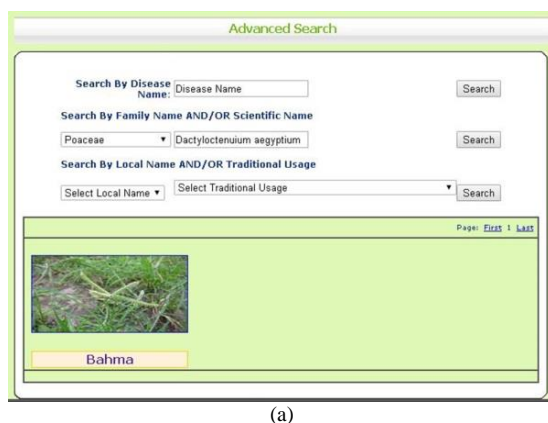 Advanced Search
Search By Disease Name:
Disease Name
Search
Search By Family Name AND/OR Scientific Name
Poaceae
Dactyloctenuium aegyptium
Search
Search By Local Name AND/OR Traditional Usage
Select Local Name
Select Traditional Usage
Search
Page: First 1 Last
Bahma
(a)